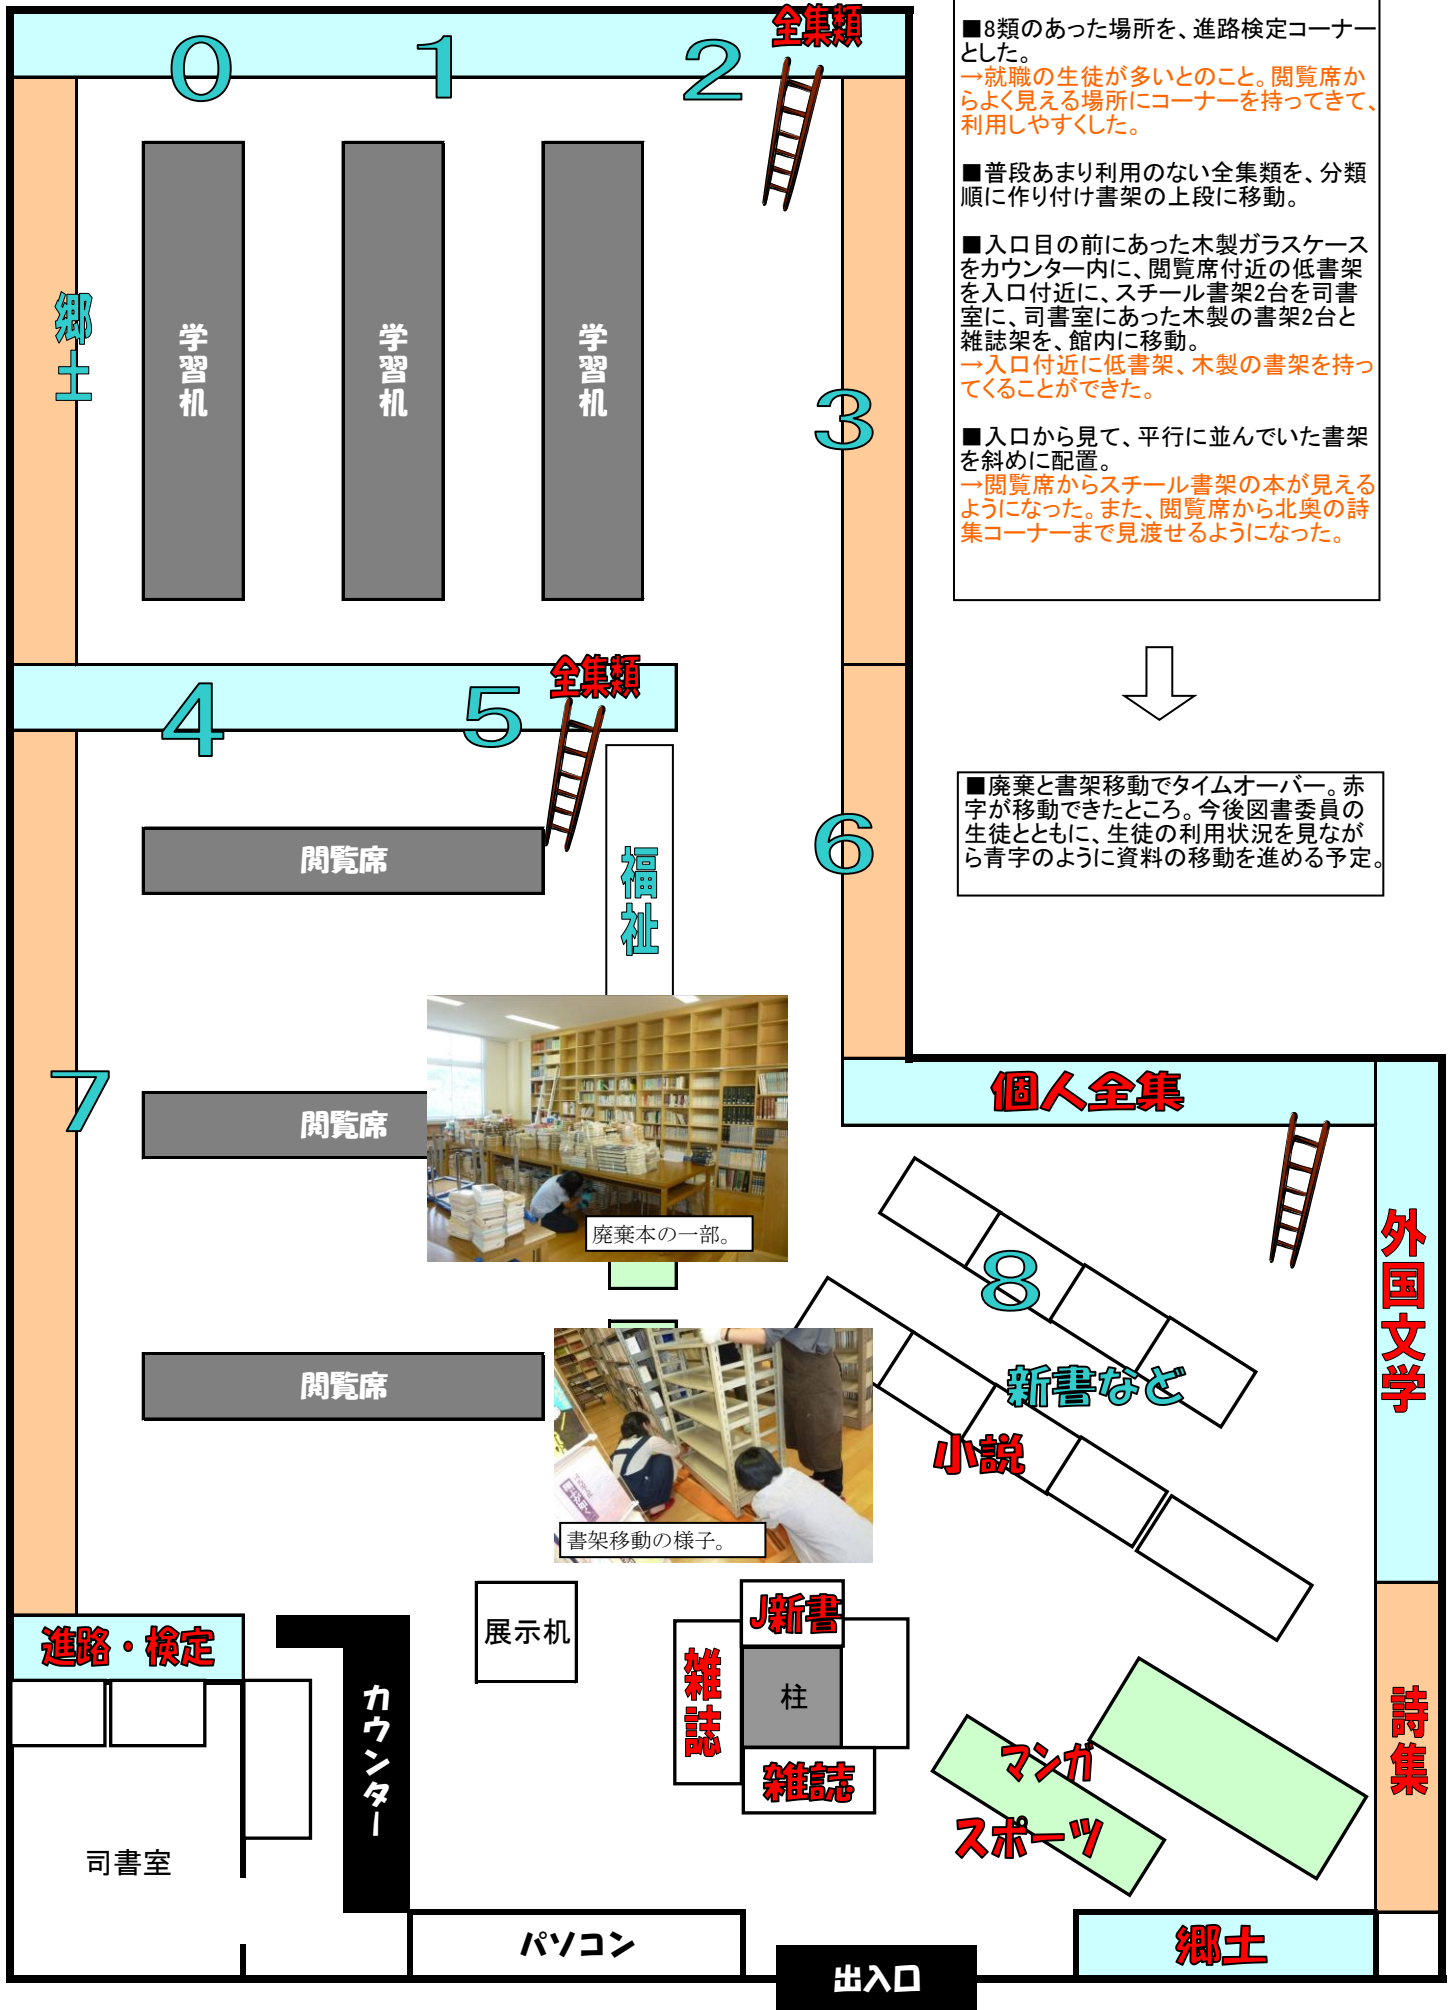 全集類
0
1
2
■8類のあった場所を、進路検定コーナー
とした。
→就職の生徒が多いとのこと。閲覧席か
らよく見える場所にコーナーを持ってきて、
利用しやすくした。
■普段あまり利用のない全集類を、分類
順に作り付け書架の上段に移動。
■入口目の前にあった木製ガラスケース
をカウンター内に、閲覧席付近の低書架
を入口付近に、スチール書架2台を司書
室に、司書室にあった木製の書架2台と
雑誌架を、館内に移動。
→入口付近に低書架、木製の書架を持っ
てくることができた。
■入口から見て、平行に並んでいた書架
を斜めに配置。
→閲覧席からスチール書架の本が見える
ようになった。また、閲覧席から北奥の詩
集コーナーまで見渡せるようになった。
郷土
学習机
学習机
学習机
3
全集類
4
5
■廃棄と書架移動でタイムオーバー。赤
字が移動できたところ。今後図書委員の
生徒とともに、生徒の利用状況を見なが
ら青字のように資料の移動を進める予定。
閲覧席
福祉
6
7
閲覧席
廃棄本の一部。
個人全集
外国文学
8
新書など
小説
閲覧席
書架移動の様子。
進路・検定
カウンター
展示机
J新書
雑誌
柱
雑誌
マンガ
スポーツ
詩集
司書室
パソコン
出入口
郷土